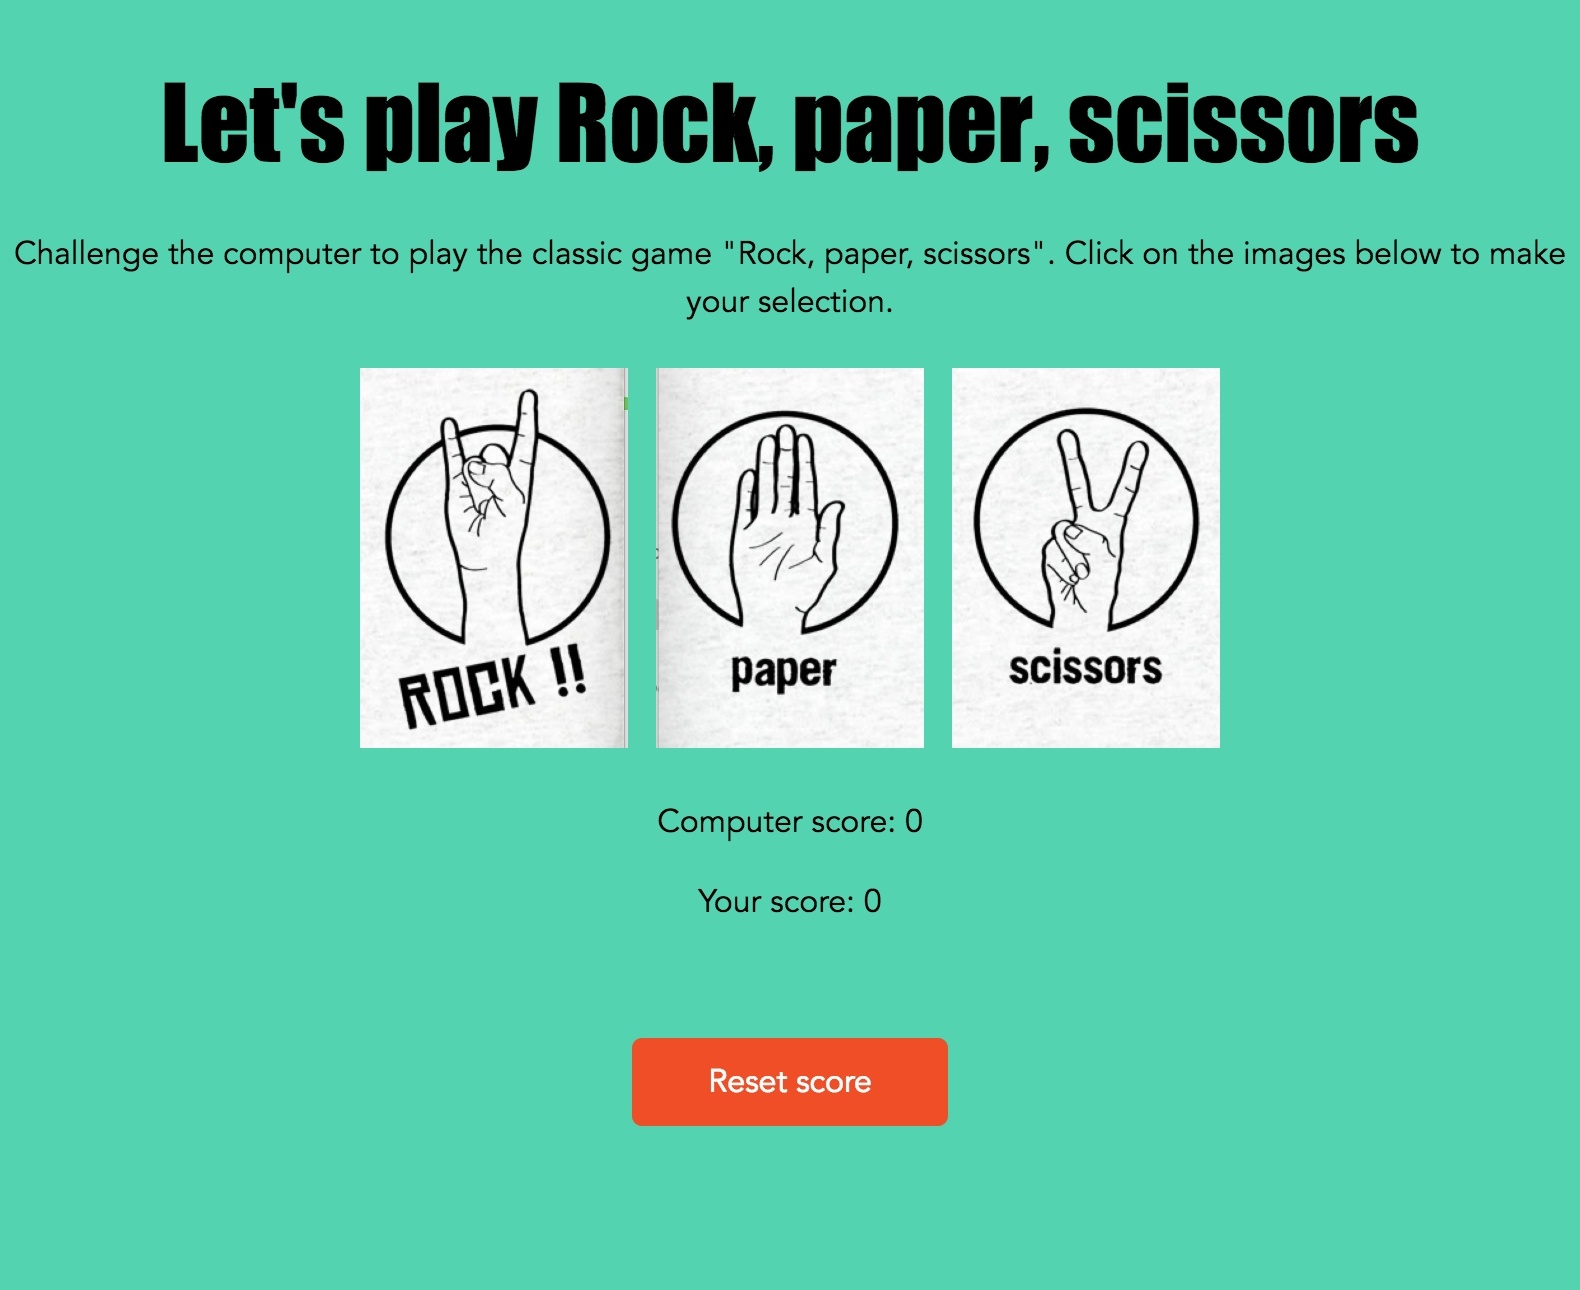 Let's play Rock, paper, scissors
Challenge the computer to play the classic game "Rock, paper, scissors". Click on the images below to make
your selection.
ROCK !!
paper
scissors
Computer score: 0
Your score: 0
Reset score